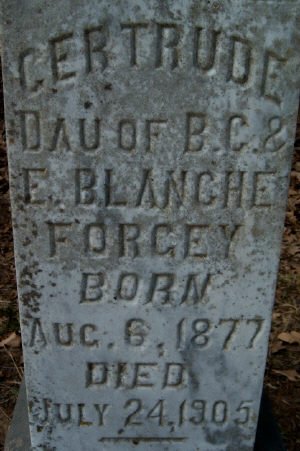 GERTRUDE
DAU OF B.C. &
E. BLANCHE
FORGEY
BORN
AUG. 6, 1877
DIED
JULY 24, 1905